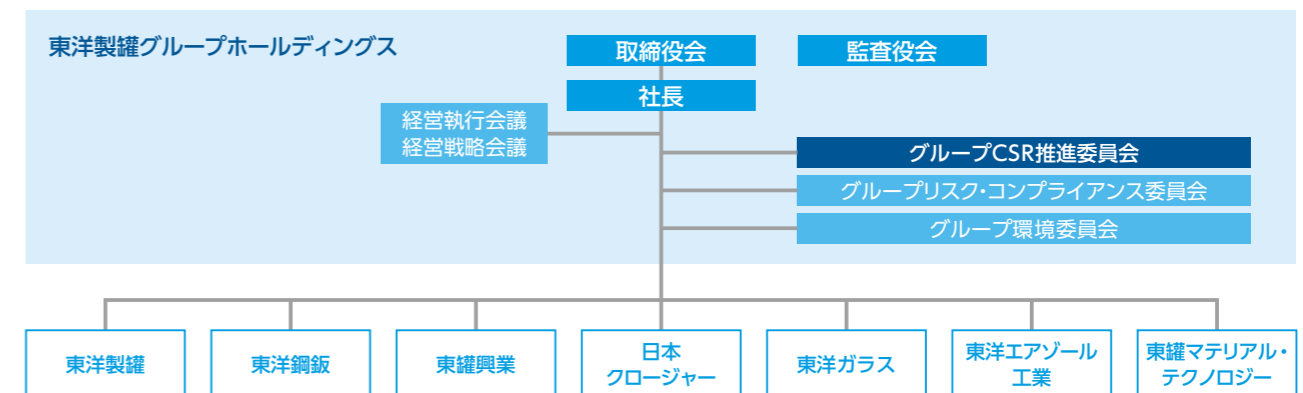 東洋製罐グループホールディングス
取締役会
監査役会
社長
経営執行会議
経営戦略会議
グループCSR推進委員会
グループリスク・コンプライアンス委員会
グループ環境委員会
東洋製罐
東洋鋼鈑
東罐興業
日本
クロージャー
東洋ガラス
東洋エアゾール
工業
東罐マテリアル・
テクノロジー